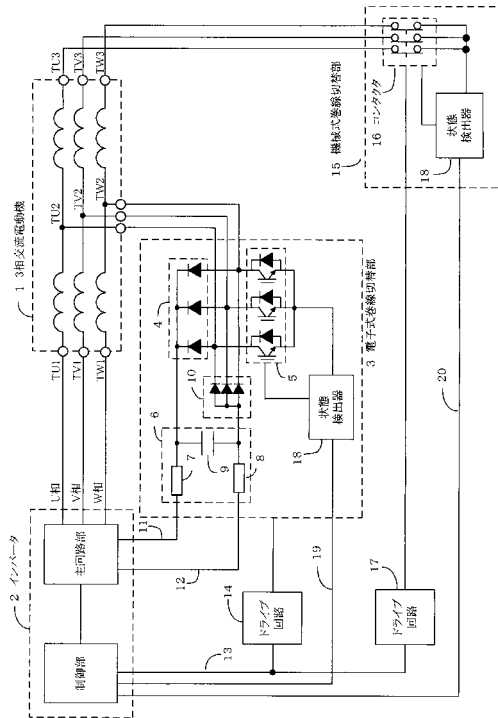 2 インバータ
制御部
主回路部
U相
V相
W相
TU1
TV1
TW1
1 3相交流電動機
TU2
TV2
TW2
TU3
TV3
TW3
11
12
13
6
7
8
9
10
4
5
状態
検出器
18
3 電子式巻線切替部
14
ドライブ
回路
19
15 機械式巻線切替部
16 コンタクタ
状態
検出器
18
17
ドライブ
回路
20